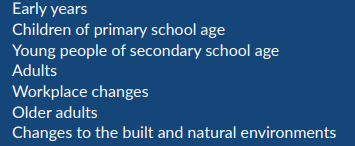 Early years
Children of primary school age
Young people of secondary school age
Adults
Workplace changes
Older adults
Changes to the built and natural environments